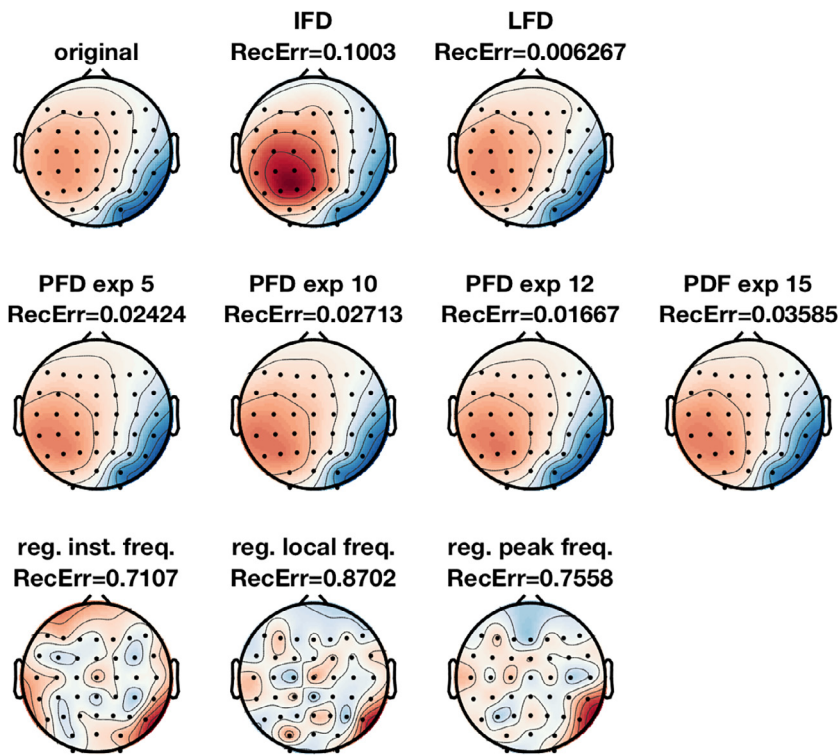 IFD
LFD
original
RecErr=0.1003
RecErr=0.006267
PFD exp 5
PFD exp 10
PFD exp 12
PDF exp 15
RecErr=0.02424
RecErr=0.02713
RecErr=0.01667
RecErr=0.03585
reg. inst. freq.
reg. local freq.
reg. peak freq.
RecErr=0.7107
RecErr=0.8702
RecErr=0.7558